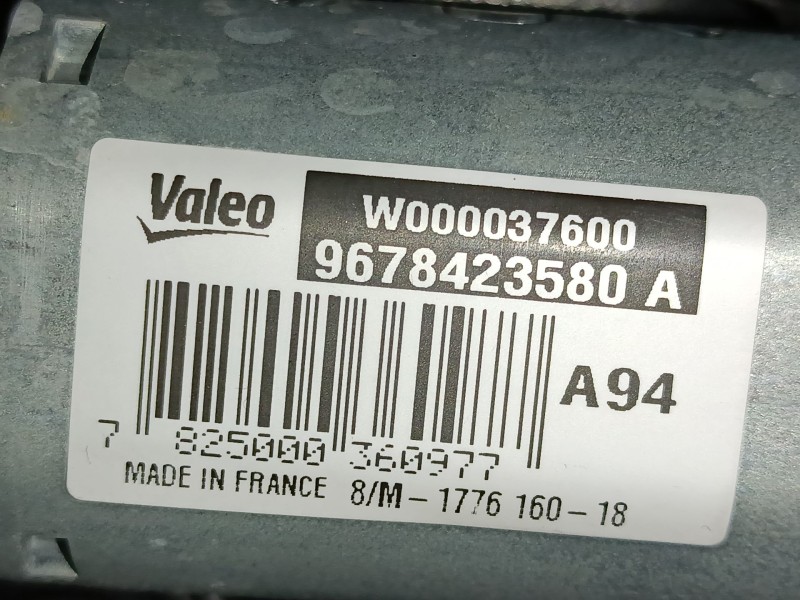 Valeo
W000037600
9678423580 A
A94
7 825000 360977
MADE IN FRANCE 8/M-1776 160-18